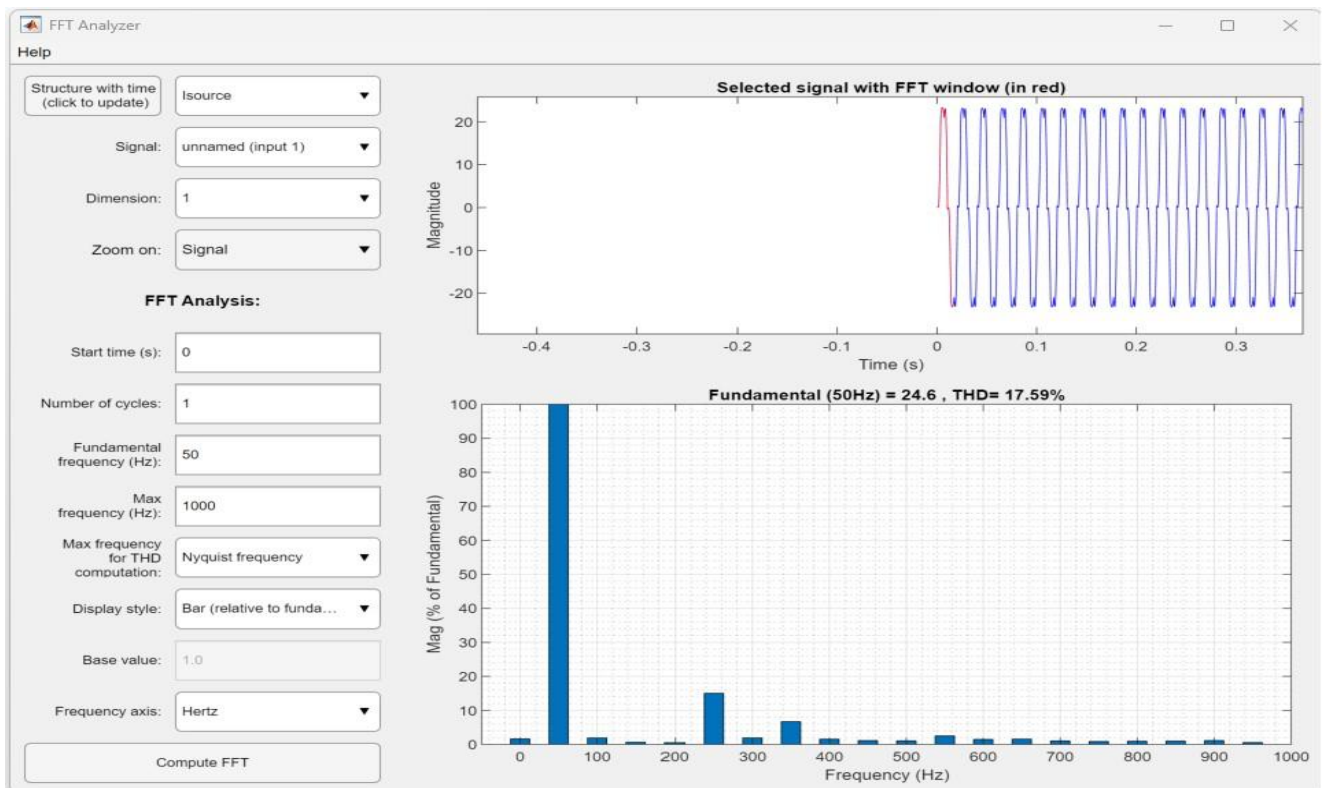 FFT Analyzer
Help
Structure with time
(click to update)
Isource
Signal:
unnamed (input 1)
Dimension:
1
Zoom on:
Signal
FFT Analysis:
Start time (s):
0
Number of cycles:
1
Fundamental
frequency (Hz):
50
Max
frequency (Hz):
1000
Max frequency
for THD
computation:
Nyquist frequency
Display style:
Bar (relative to funda...
Base value:
1.0
Frequency axis:
Hertz
Compute FFT
Selected signal with FFT window (in red)
Magnitude
20
10
0
-10
-20
-0.4 -0.3 -0.2 -0.1 0 0.1 0.2 0.3
Time (s)
Fundamental (50Hz) = 24.6 , THD= 17.59%
Mag (% of Fundamental)
100
90
80
70
60
50
40
30
20
10
0
0 100 200 300 400 500 600 700 800 900 1000
Frequency (Hz)